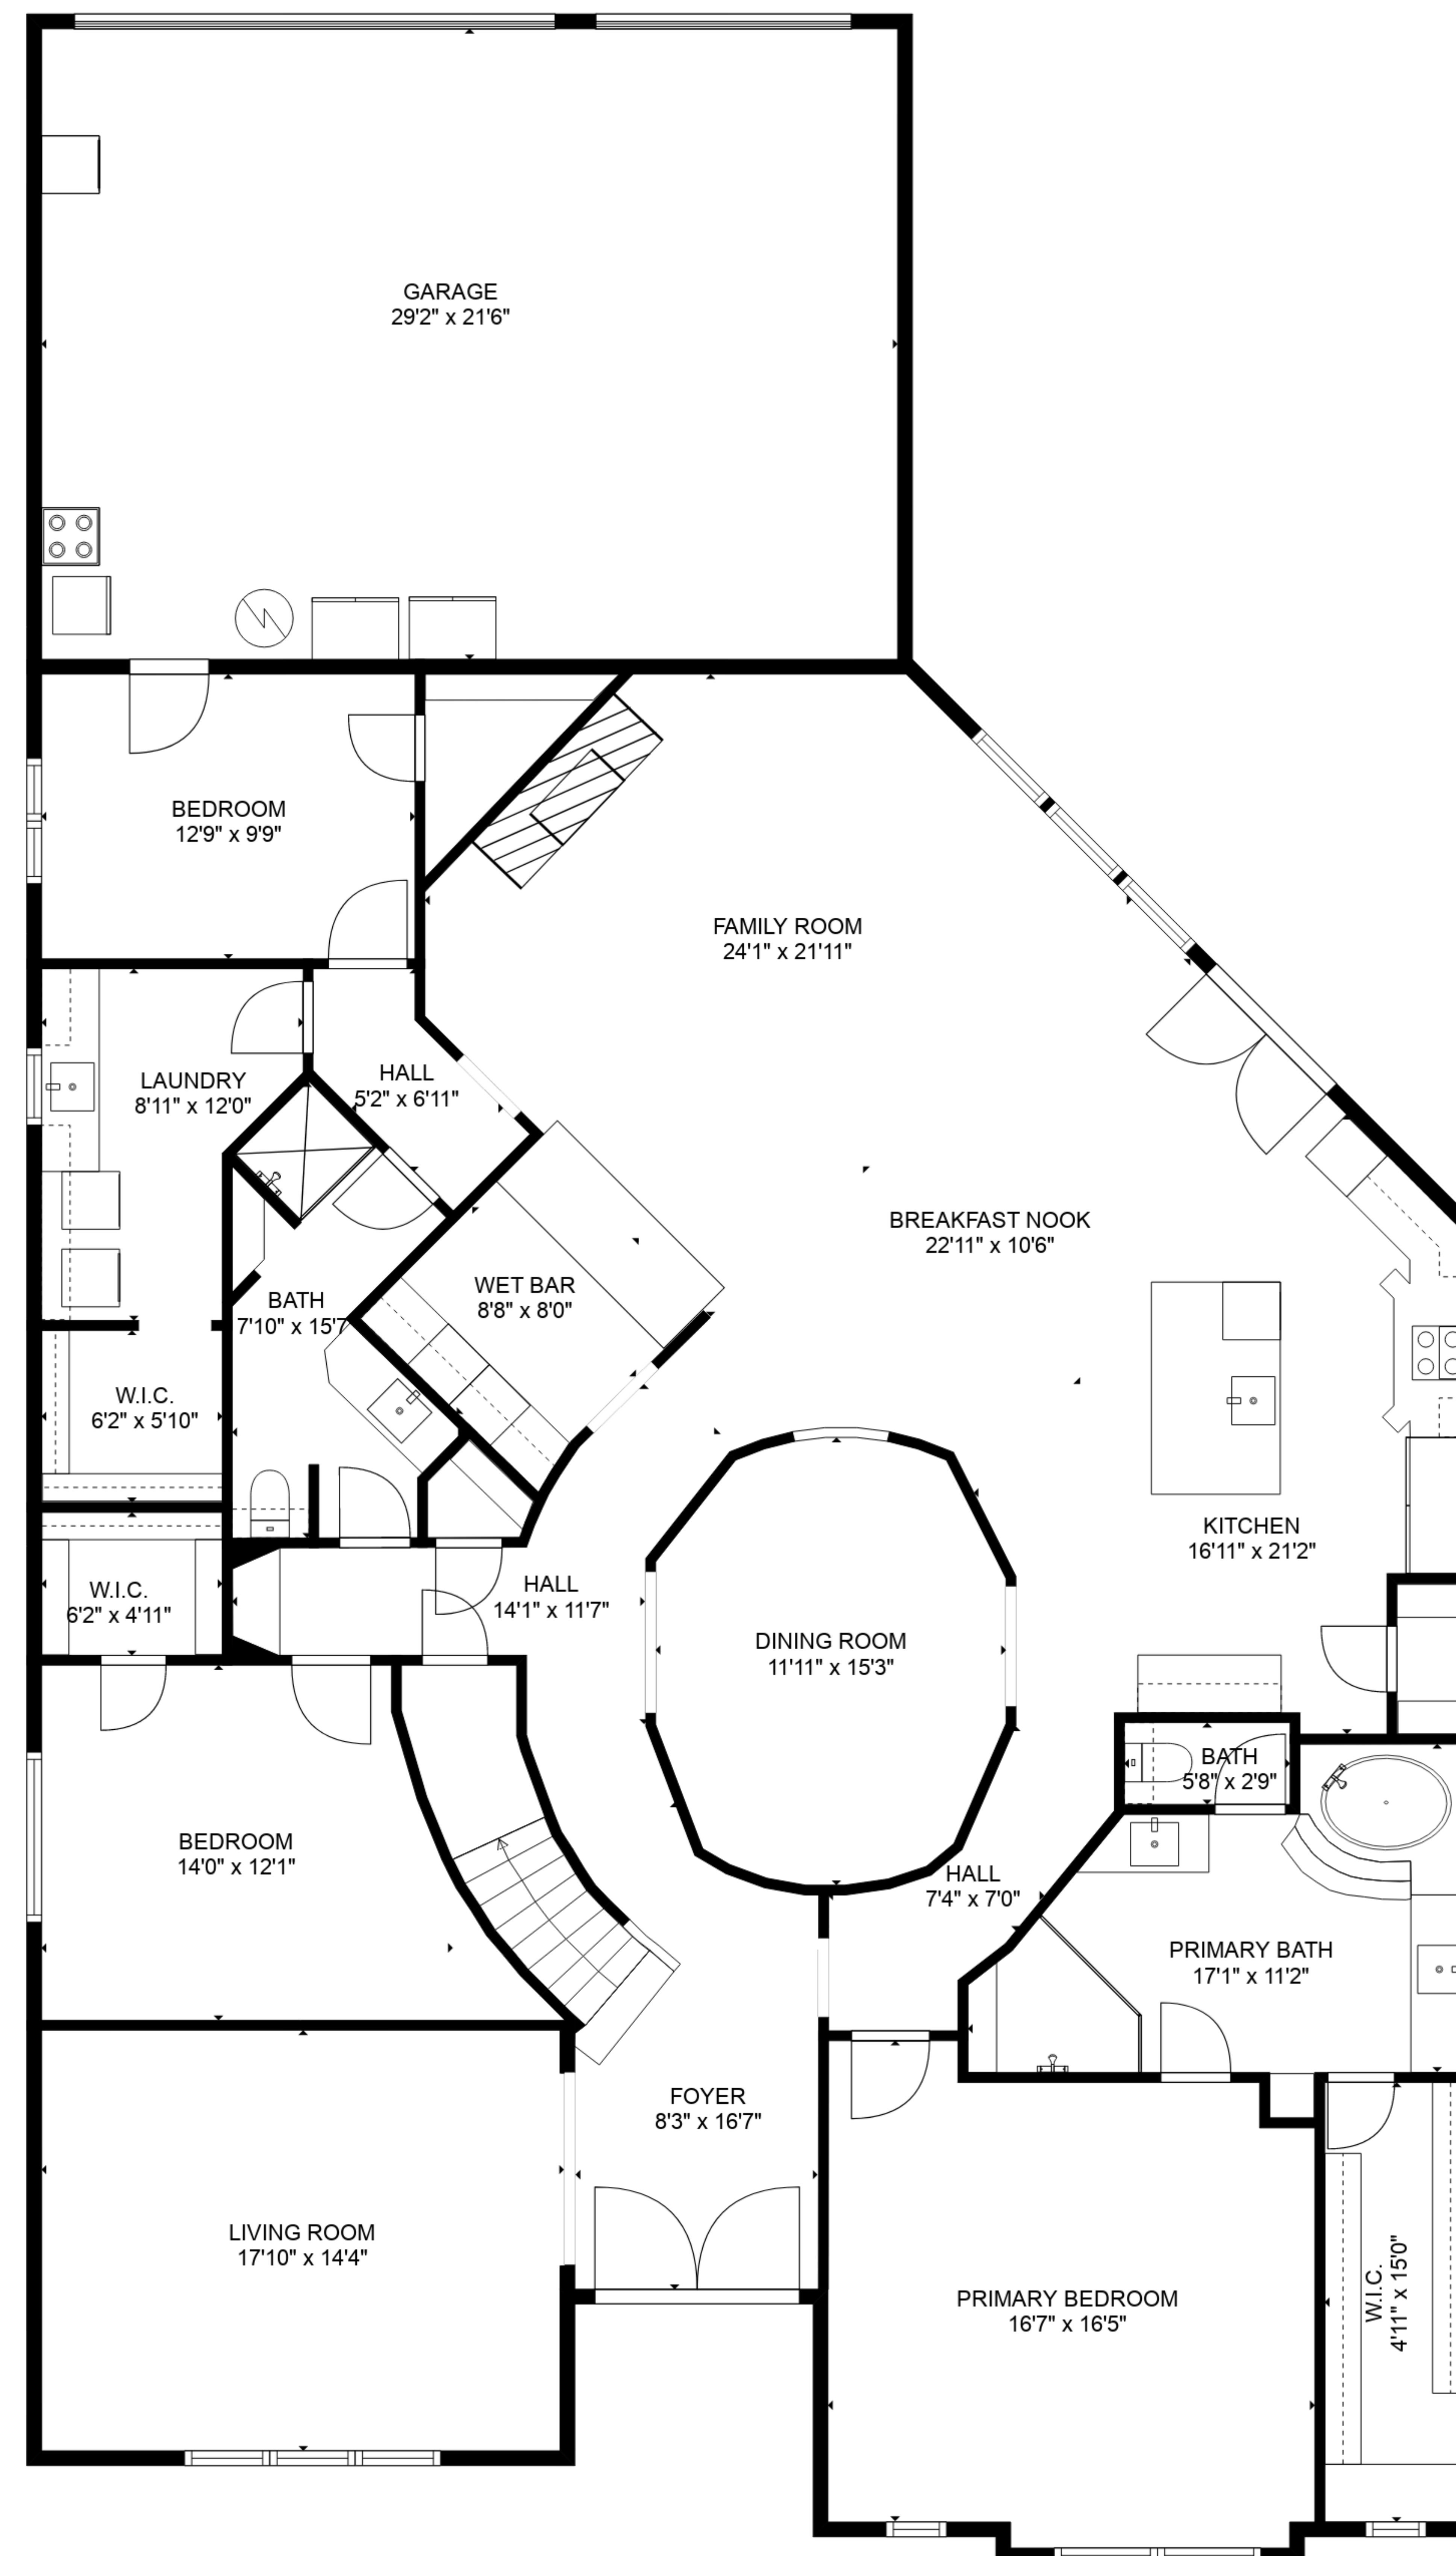 GARAGE
29'2" x 21'6"
BEDROOM
12'9" x 9'9"
FAMILY ROOM
24'1" x 21'11"
HALL
5'2" x 6'11"
LAUNDRY
8'11" x 12'0"
BREAKFAST NOOK
22'11" x 10'6"
WET BAR
8'8" x 8'0"
BATH
7'10" x 15'7
W.I.C.
6'2" x 5'10"
KITCHEN
16'11" x 21'2"
HALL
14'1" x 11'7"
W.I.C.
6'2" x 4'11"
DINING ROOM
11'11" x 15'3"
BATH
5'8" x 2'9"
BEDROOM
14'0" x 12'1"
HALL
7'4" x 7'0"
PRIMARY BATH
17'1" x 11'2"
FOYER
8'3" x 16'7"
LIVING ROOM
17'10" x 14'4"
PRIMARY BEDROOM
16'7" x 16'5"
W.I.C.
4'11" x 15'0"